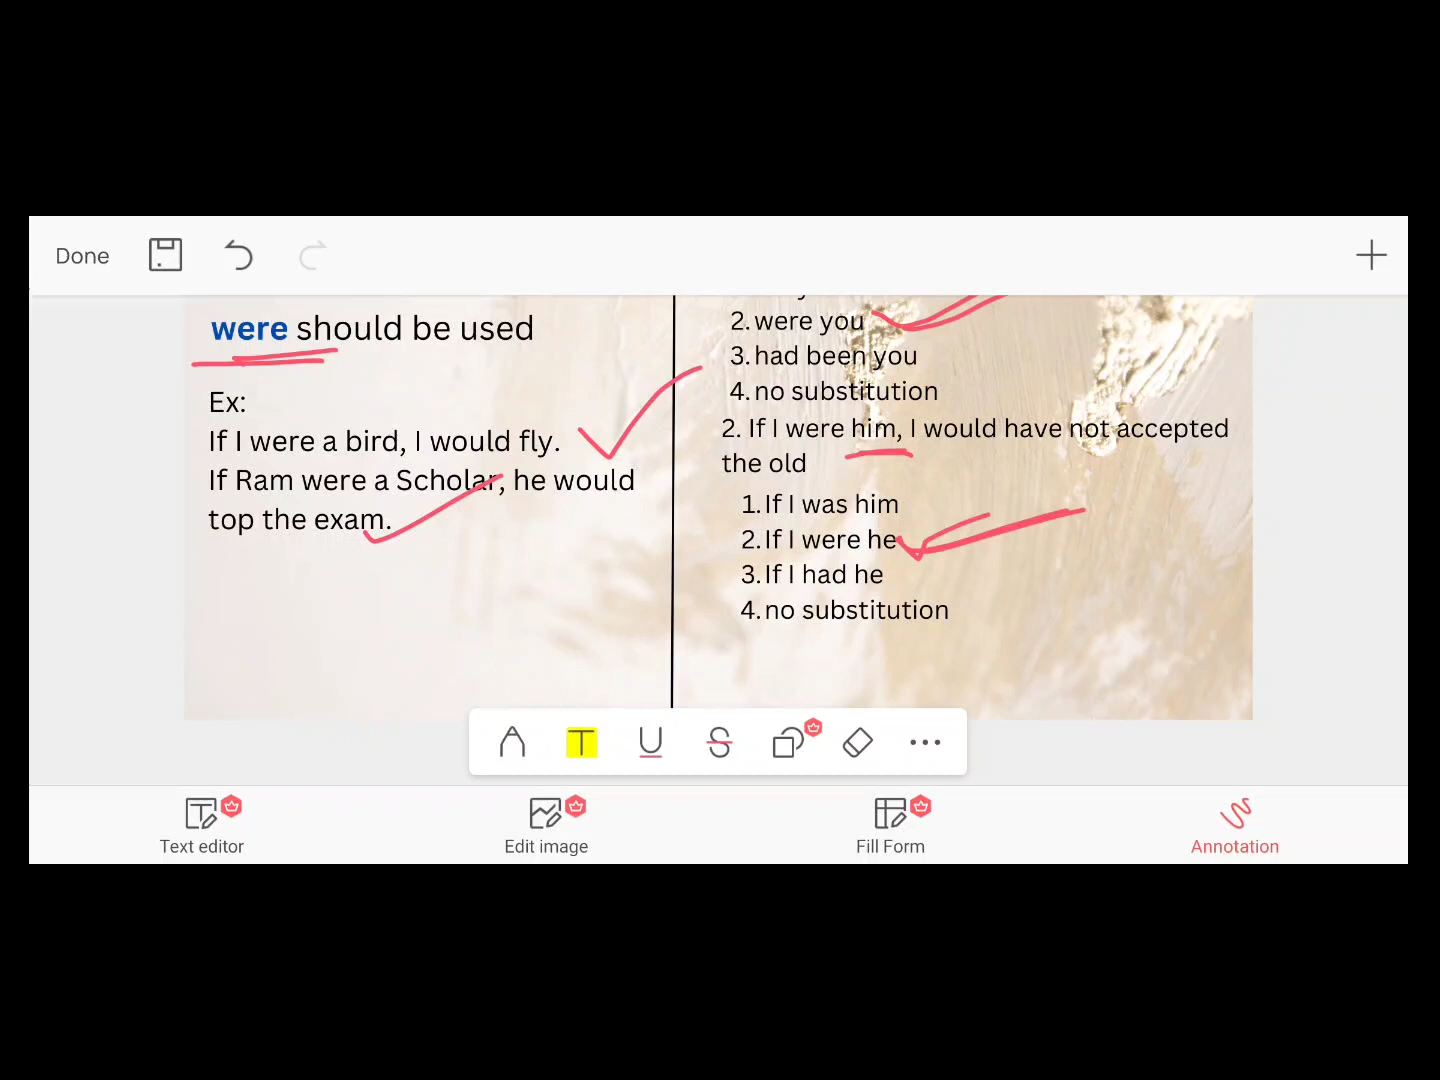 Done
were should be used
Ex:
If I were a bird, I would fly.
If Ram were a Scholar, he would
top the exam.
2. were you
3. had been you
4. no substitution
2. If I were him, I would have not accepted
the old
1. If I was him
2. If I were he
3. If I had he
4. no substitution
Text editor
Edit image
Fill Form
Annotation